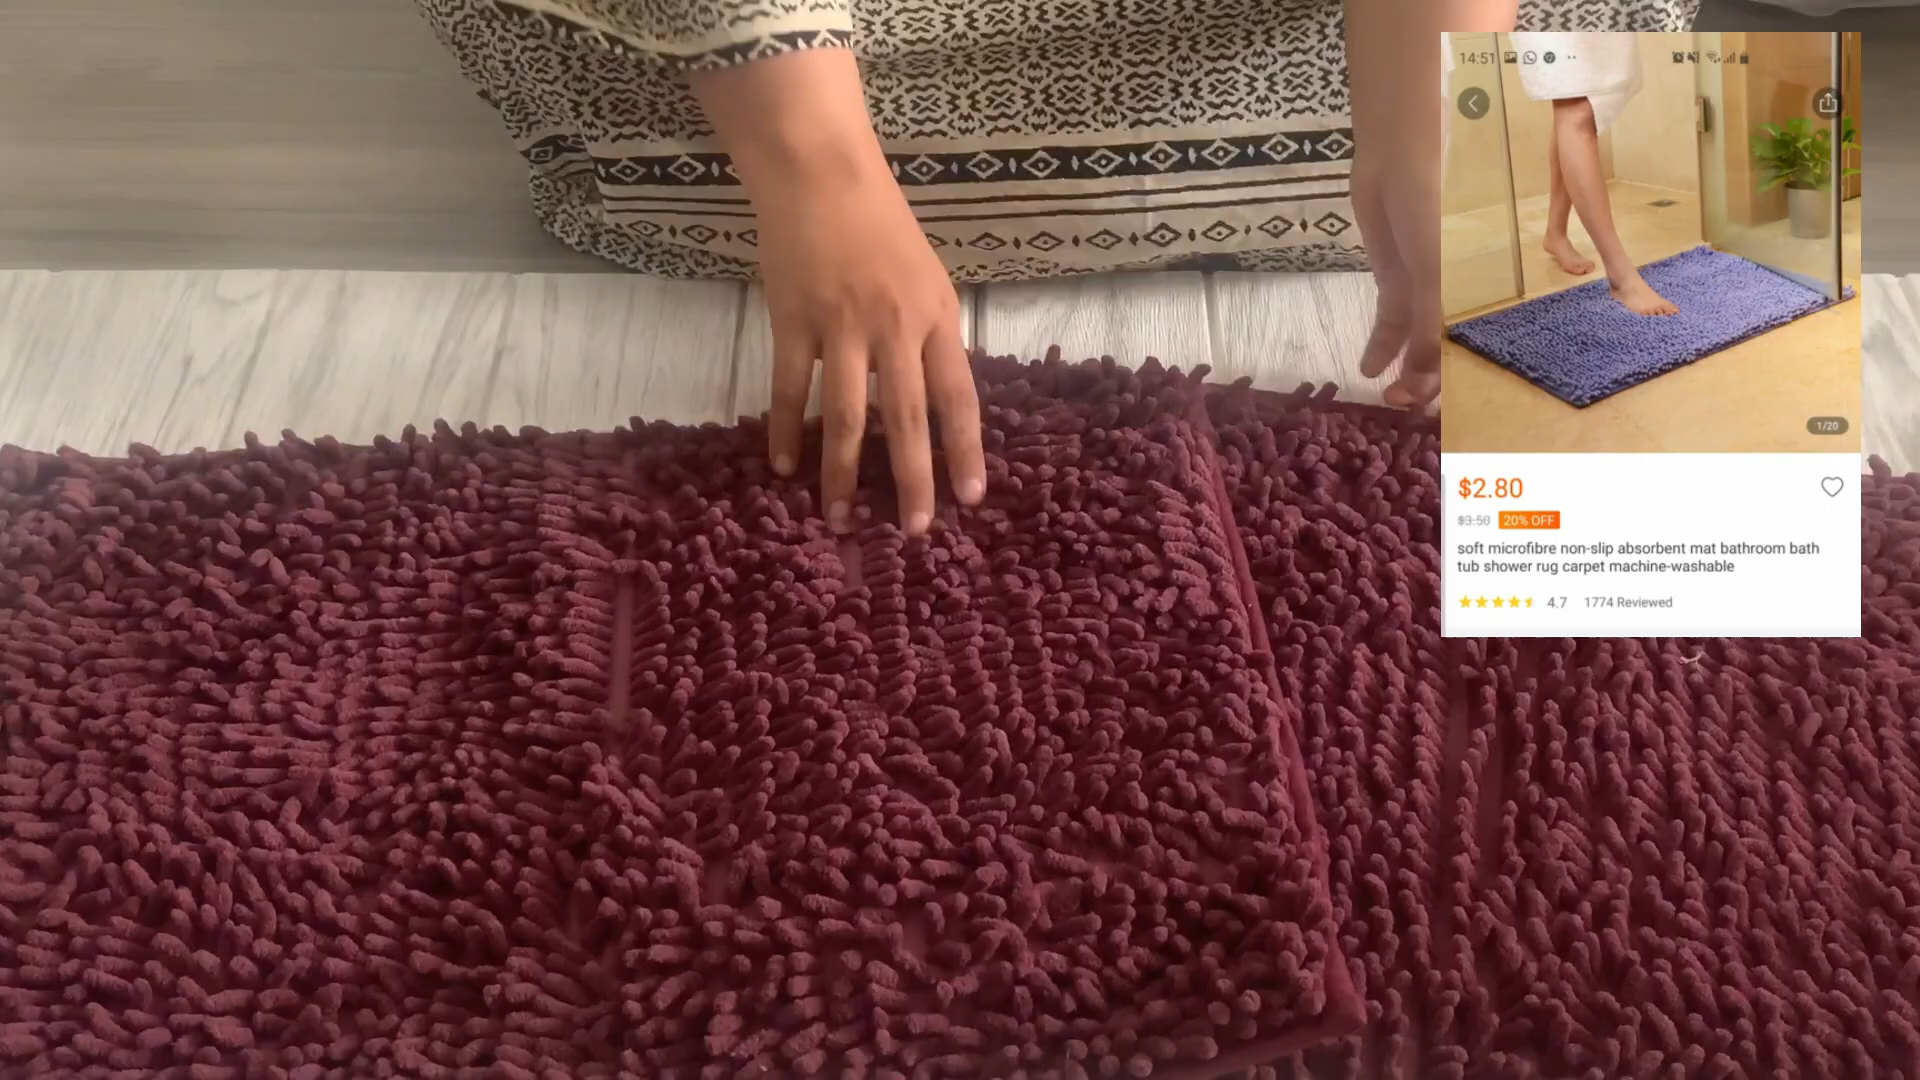 14:51
1/20
$2.80
$3.50 20% OFF
soft microfibre non-slip absorbent mat bathroom bath
tub shower rug carpet machine-washable
4.7 1774 Reviewed